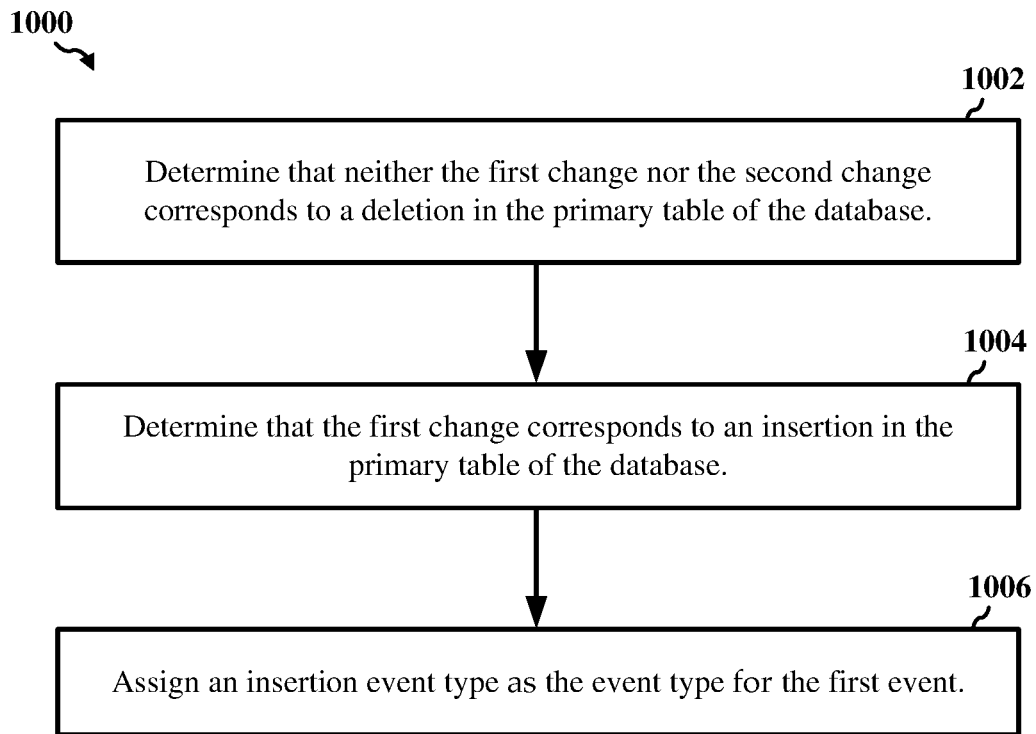 1000
1002
Determine that neither the first change nor the second change
corresponds to a deletion in the primary table of the database.
1004
Determine that the first change corresponds to an insertion in the
primary table of the database.
1006
Assign an insertion event type as the event type for the first event.